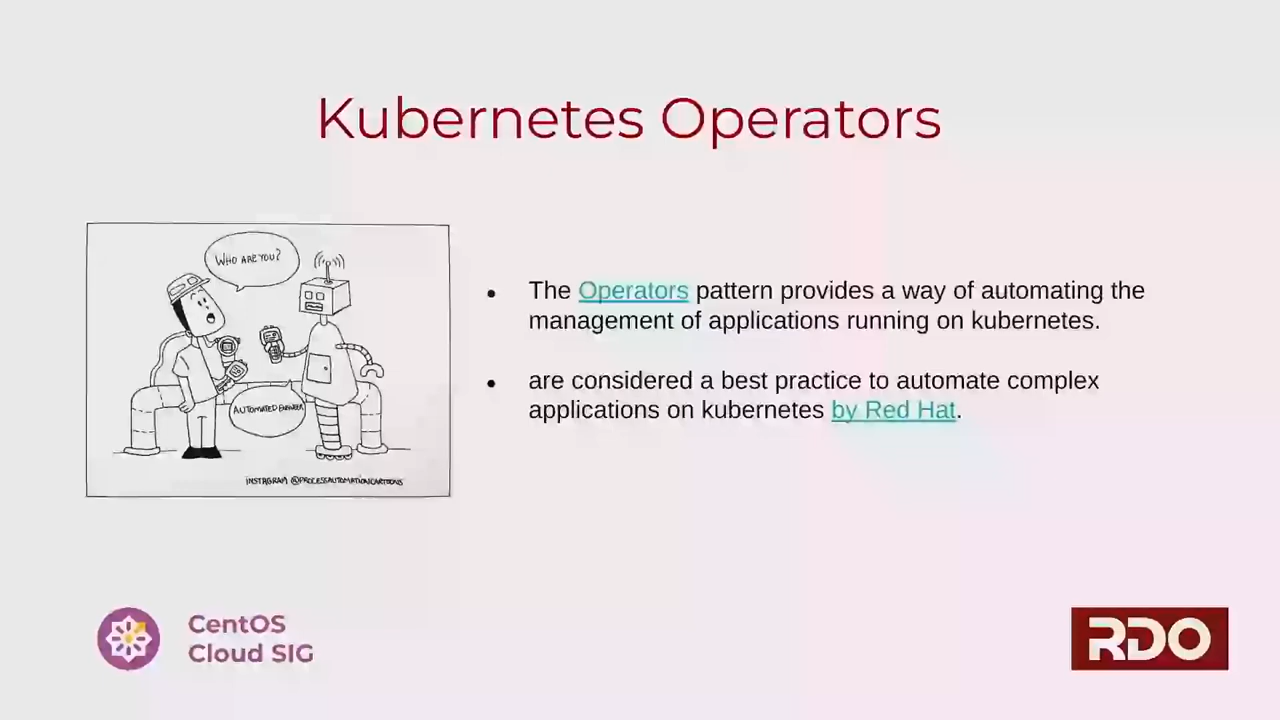 Kubernetes Operators
WHO ARE YOU?
AUTOMATED ENGINEER
INSTAGRAM @PROCESSAUTOMATIONCARTOONS
● The Operators pattern provides a way of automating the
management of applications running on kubernetes.
● are considered a best practice to automate complex
applications on kubernetes by Red Hat.
CentOS
Cloud SIG
RDO